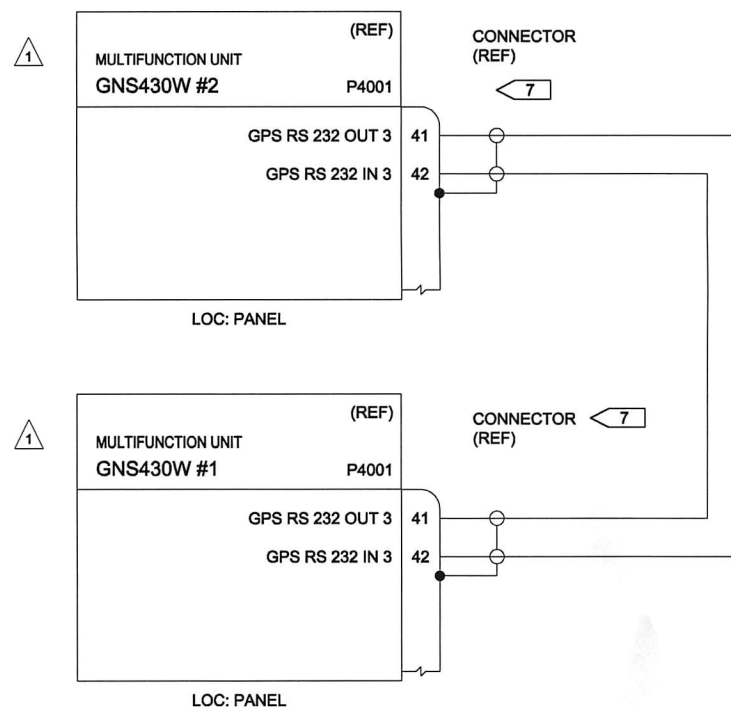 (REF)
CONNECTOR
(REF)
1
MULTIFUNCTION UNIT
GNS430W #2
P4001
7
GPS RS 232 OUT 3
41
GPS RS 232 IN 3
42
LOC: PANEL
(REF)
CONNECTOR
7
(REF)
1
MULTIFUNCTION UNIT
GNS430W #1
P4001
GPS RS 232 OUT 3
41
GPS RS 232 IN 3
42
LOC: PANEL